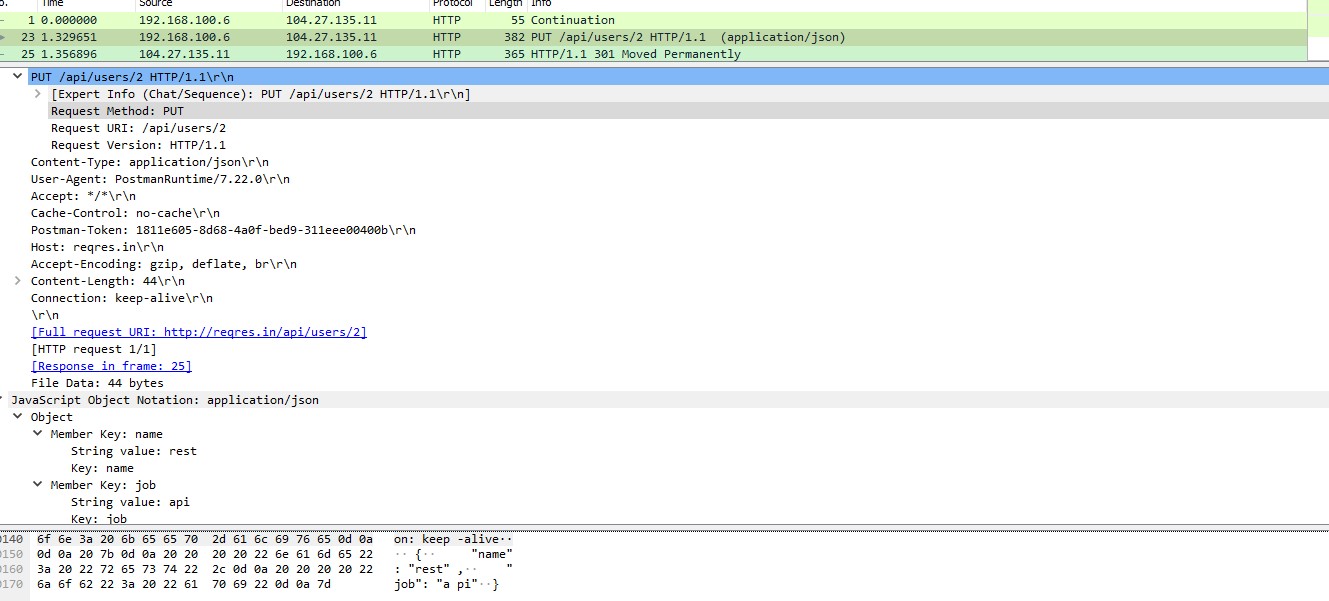 o. Time Source Destination Protocol Length Info
1 0.000000 192.168.100.6 104.27.135.11 HTTP 55 Continuation
23 1.329651 192.168.100.6 104.27.135.11 HTTP 382 PUT /api/users/2 HTTP/1.1 (application/json)
25 1.356896 104.27.135.11 192.168.100.6 HTTP 365 HTTP/1.1 301 Moved Permanently
PUT /api/users/2 HTTP/1.1\r\n
[Expert Info (Chat/Sequence): PUT /api/users/2 HTTP/1.1\r\n]
Request Method: PUT
Request URI: /api/users/2
Request Version: HTTP/1.1
Content-Type: application/json\r\n
User-Agent: PostmanRuntime/7.22.0\r\n
Accept: */*\r\n
Cache-Control: no-cache\r\n
Postman-Token: 1811e605-8d68-4a0f-bed9-311eee00400b\r\n
Host: reqres.in\r\n
Accept-Encoding: gzip, deflate, br\r\n
Content-Length: 44\r\n
Connection: keep-alive\r\n
\r\n
[Full request URI: http://reqres.in/api/users/2]
[HTTP request 1/1]
[Response in frame: 25]
File Data: 44 bytes
JavaScript Object Notation: application/json
Object
Member Key: name
String value: rest
Key: name
Member Key: job
String value: api
Key: job
0140 6f 6e 3a 20 6b 65 65 70 2d 61 6c 69 76 65 0d 0a on: keep -alive··
0150 0d 0a 20 7b 0d 0a 20 20 20 20 22 6e 61 6d 65 22 ·· {·· "name"
0160 3a 20 22 72 65 73 74 22 2c 0d 0a 20 20 20 20 22 : "rest" ,·· "
0170 6a 6f 62 22 3a 20 22 61 70 69 22 0d 0a 7d job": "a pi"··}